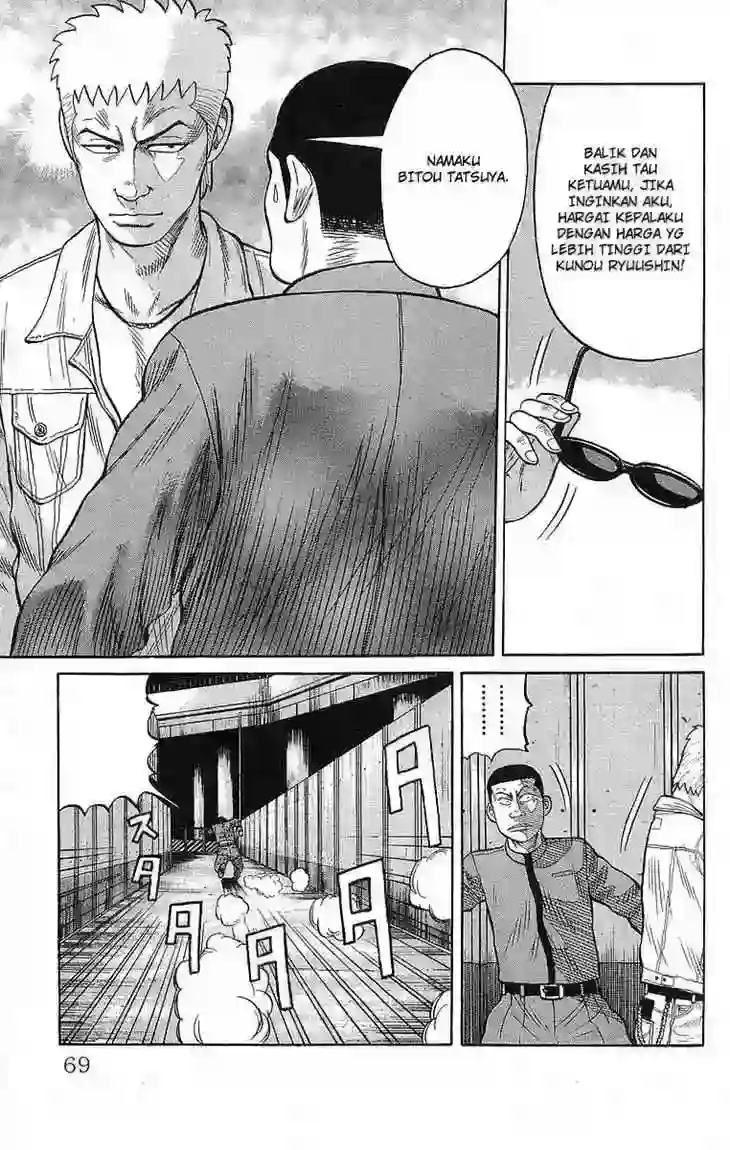 BALIK DAN
KASIH TAU
KETUAMU, JIKA
INGINKAN AKU,
HARGAI KEPALAKU
DENGAN HARGA YG
LEBIH TINGGI DARI
KUNOU RYUUSHIN!
NAMAKU
BITOU TATSUYA.
..........
スタタタタタ
69